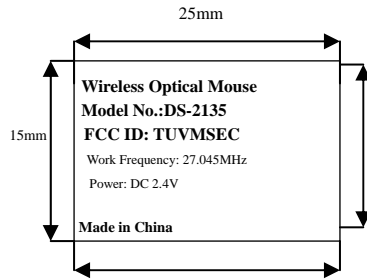 25mm
Wireless Optical Mouse
Model No.:DS-2135
FCC ID: TUVMSEC
15mm
Work Frequency: 27.045MHz
Power: DC 2.4V
Made in China